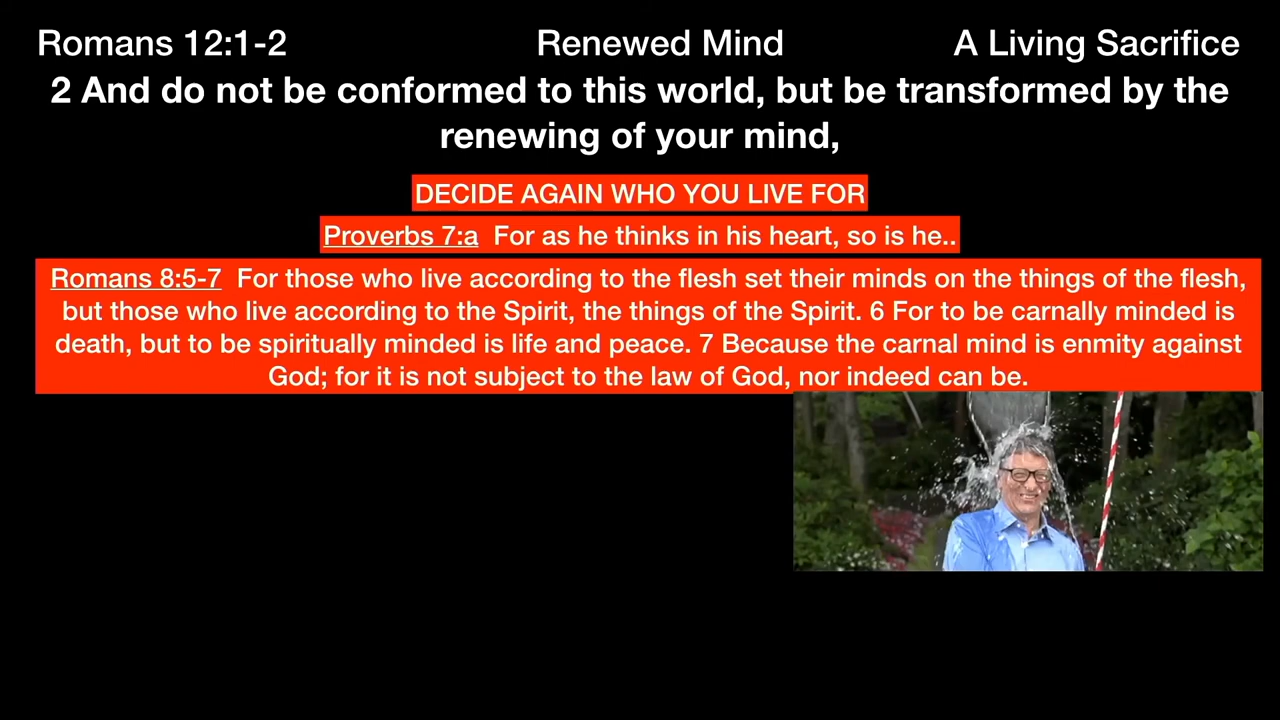 Romans 12:1-2 Renewed Mind A Living Sacrifice
2 And do not be conformed to this world, but be transformed by the
renewing of your mind,
DECIDE AGAIN WHO YOU LIVE FOR
Proverbs 7:a For as he thinks in his heart, so is he..
Romans 8:5-7 For those who live according to the flesh set their minds on the things of the flesh,
but those who live according to the Spirit, the things of the Spirit. 6 For to be carnally minded is
death, but to be spiritually minded is life and peace. 7 Because the carnal mind is enmity against
God; for it is not subject to the law of God, nor indeed can be.